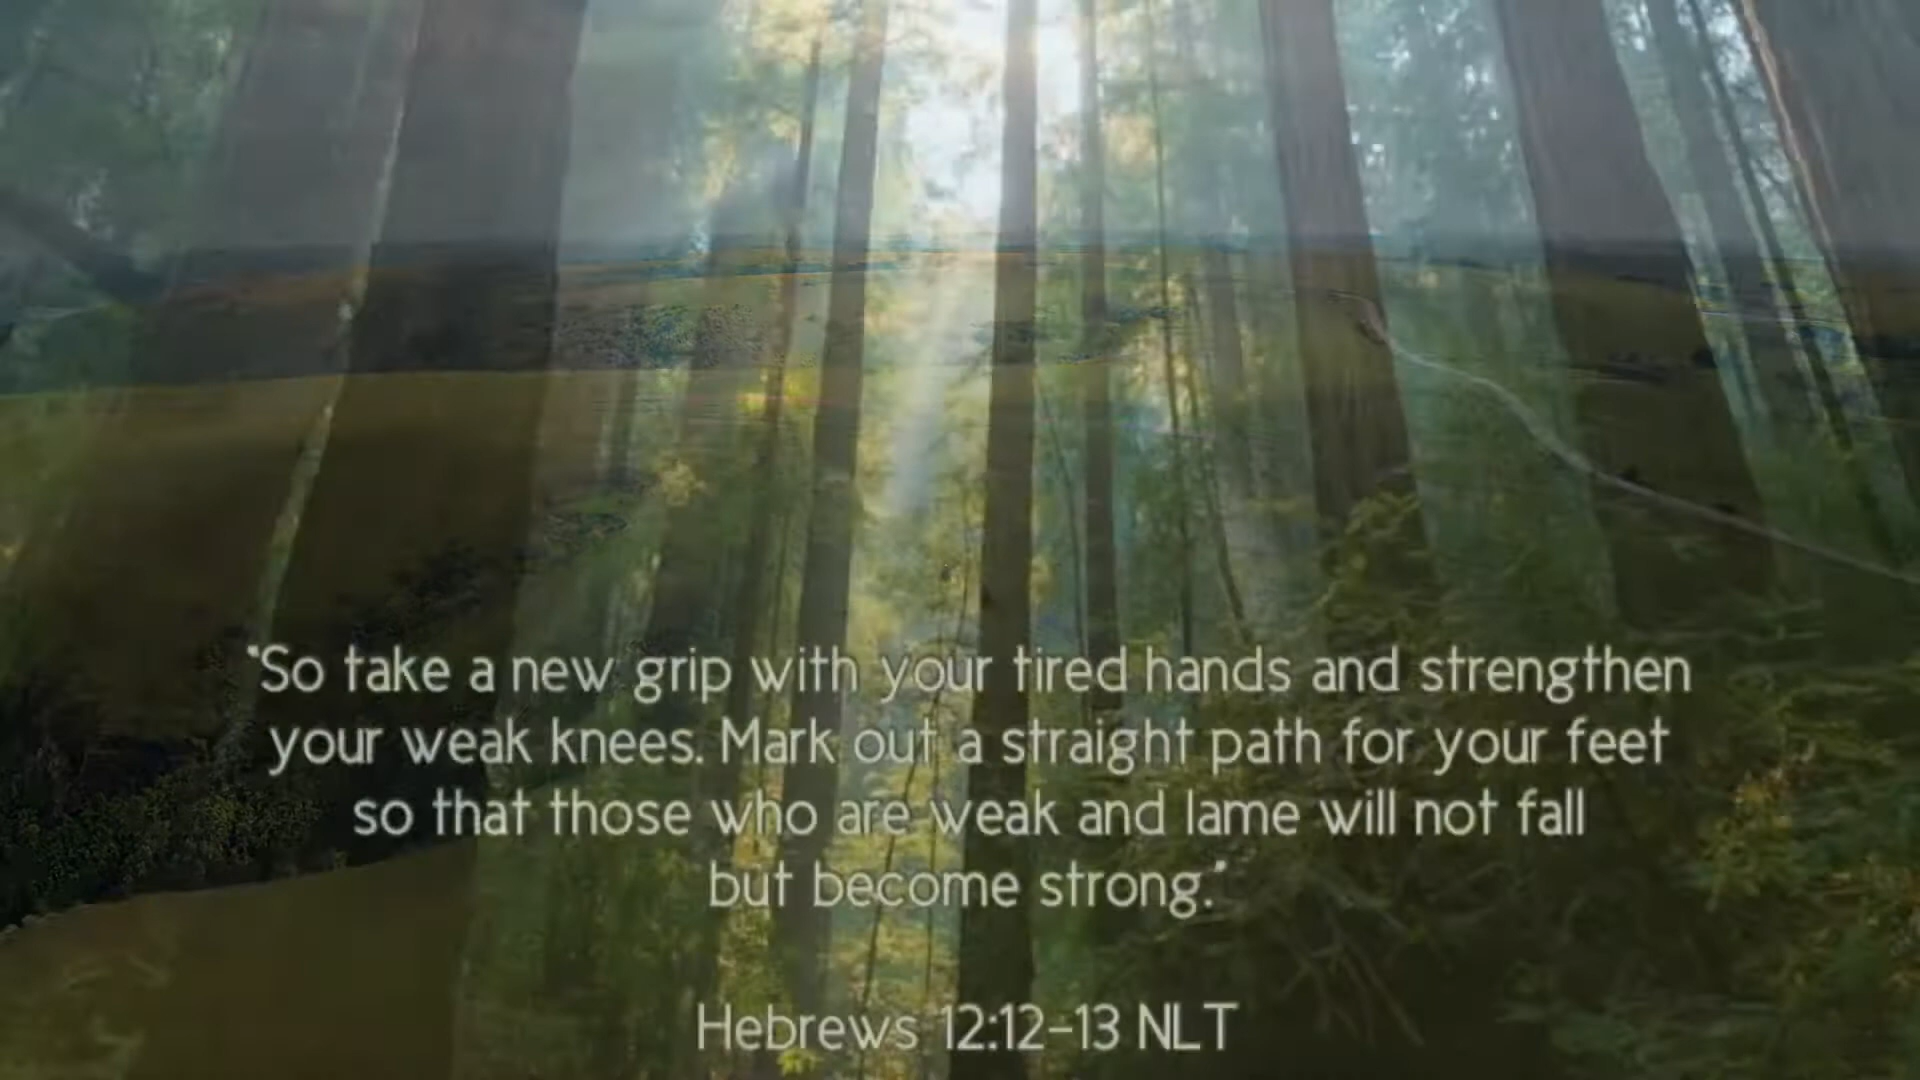 "So take a new grip with your tired hands and strengthen
your weak knees. Mark out a straight path for your feet
so that those who are weak and lame will not fall
but become strong."
Hebrews 12:12-13 NLT